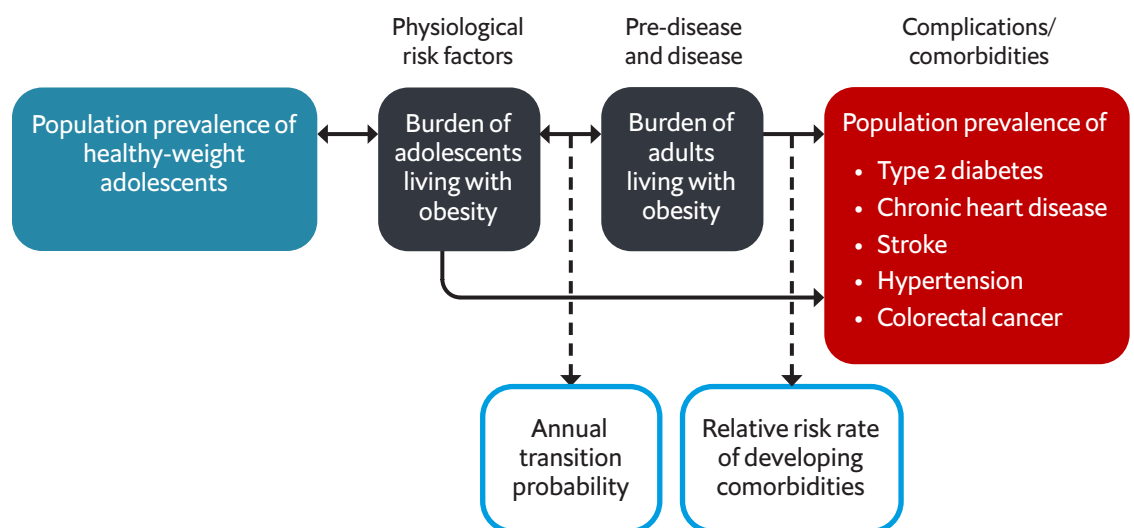 Physiological
risk factors
Pre-disease
and disease
Complications/
comorbidities
Population prevalence of
healthy-weight
adolescents
Burden of
adolescents
living with
obesity
Burden of
adults
living with
obesity
Population prevalence of
• Type 2 diabetes
• Chronic heart disease
• Stroke
• Hypertension
• Colorectal cancer
Annual
transition
probability
Relative risk rate
of developing
comorbidities